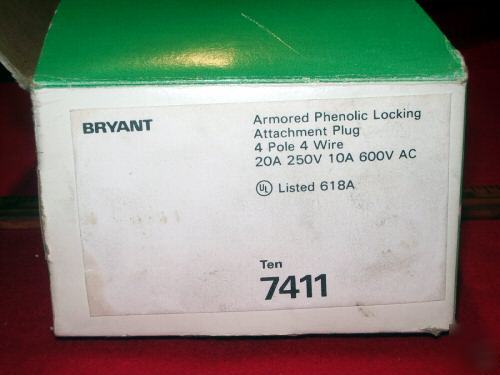 BRYANT
Armored Phenolic Locking
Attachment Plug
4 Pole 4 Wire
20A 250V 10A 600V AC
UL Listed 618A
Ten
7411